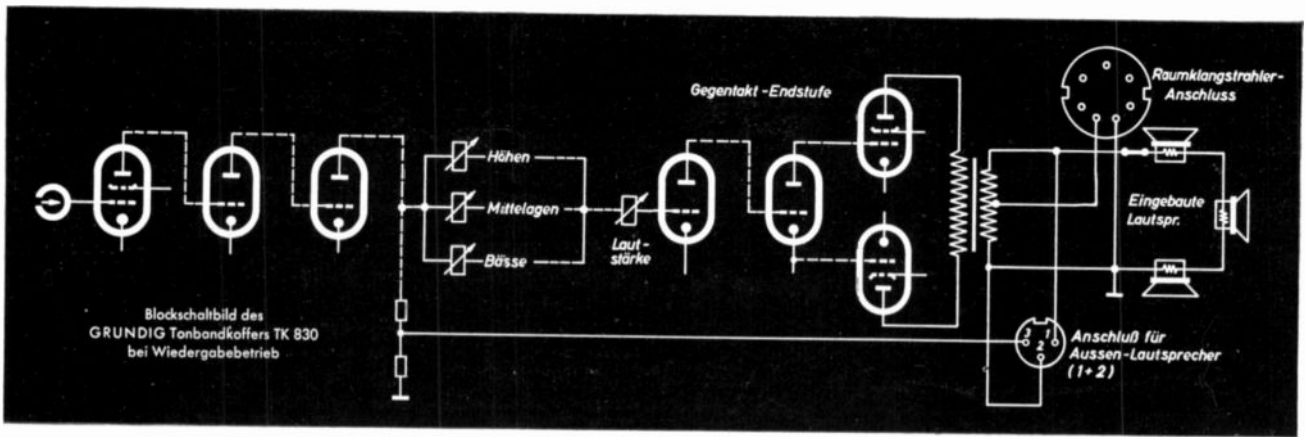 Gegentakt-Endstufe
Raumklangstrahler-
Anschluss
Höhen
Mittelagen
Bässe
Laut-
stärke
Eingebaute
Lautspr.
Blockschaltbild des
GRUNDIG Tonbandkoffers TK 830
bei Wiedergabebetrieb
3 1
2
Anschluß für
Aussen-Lautsprecher
(1+2)